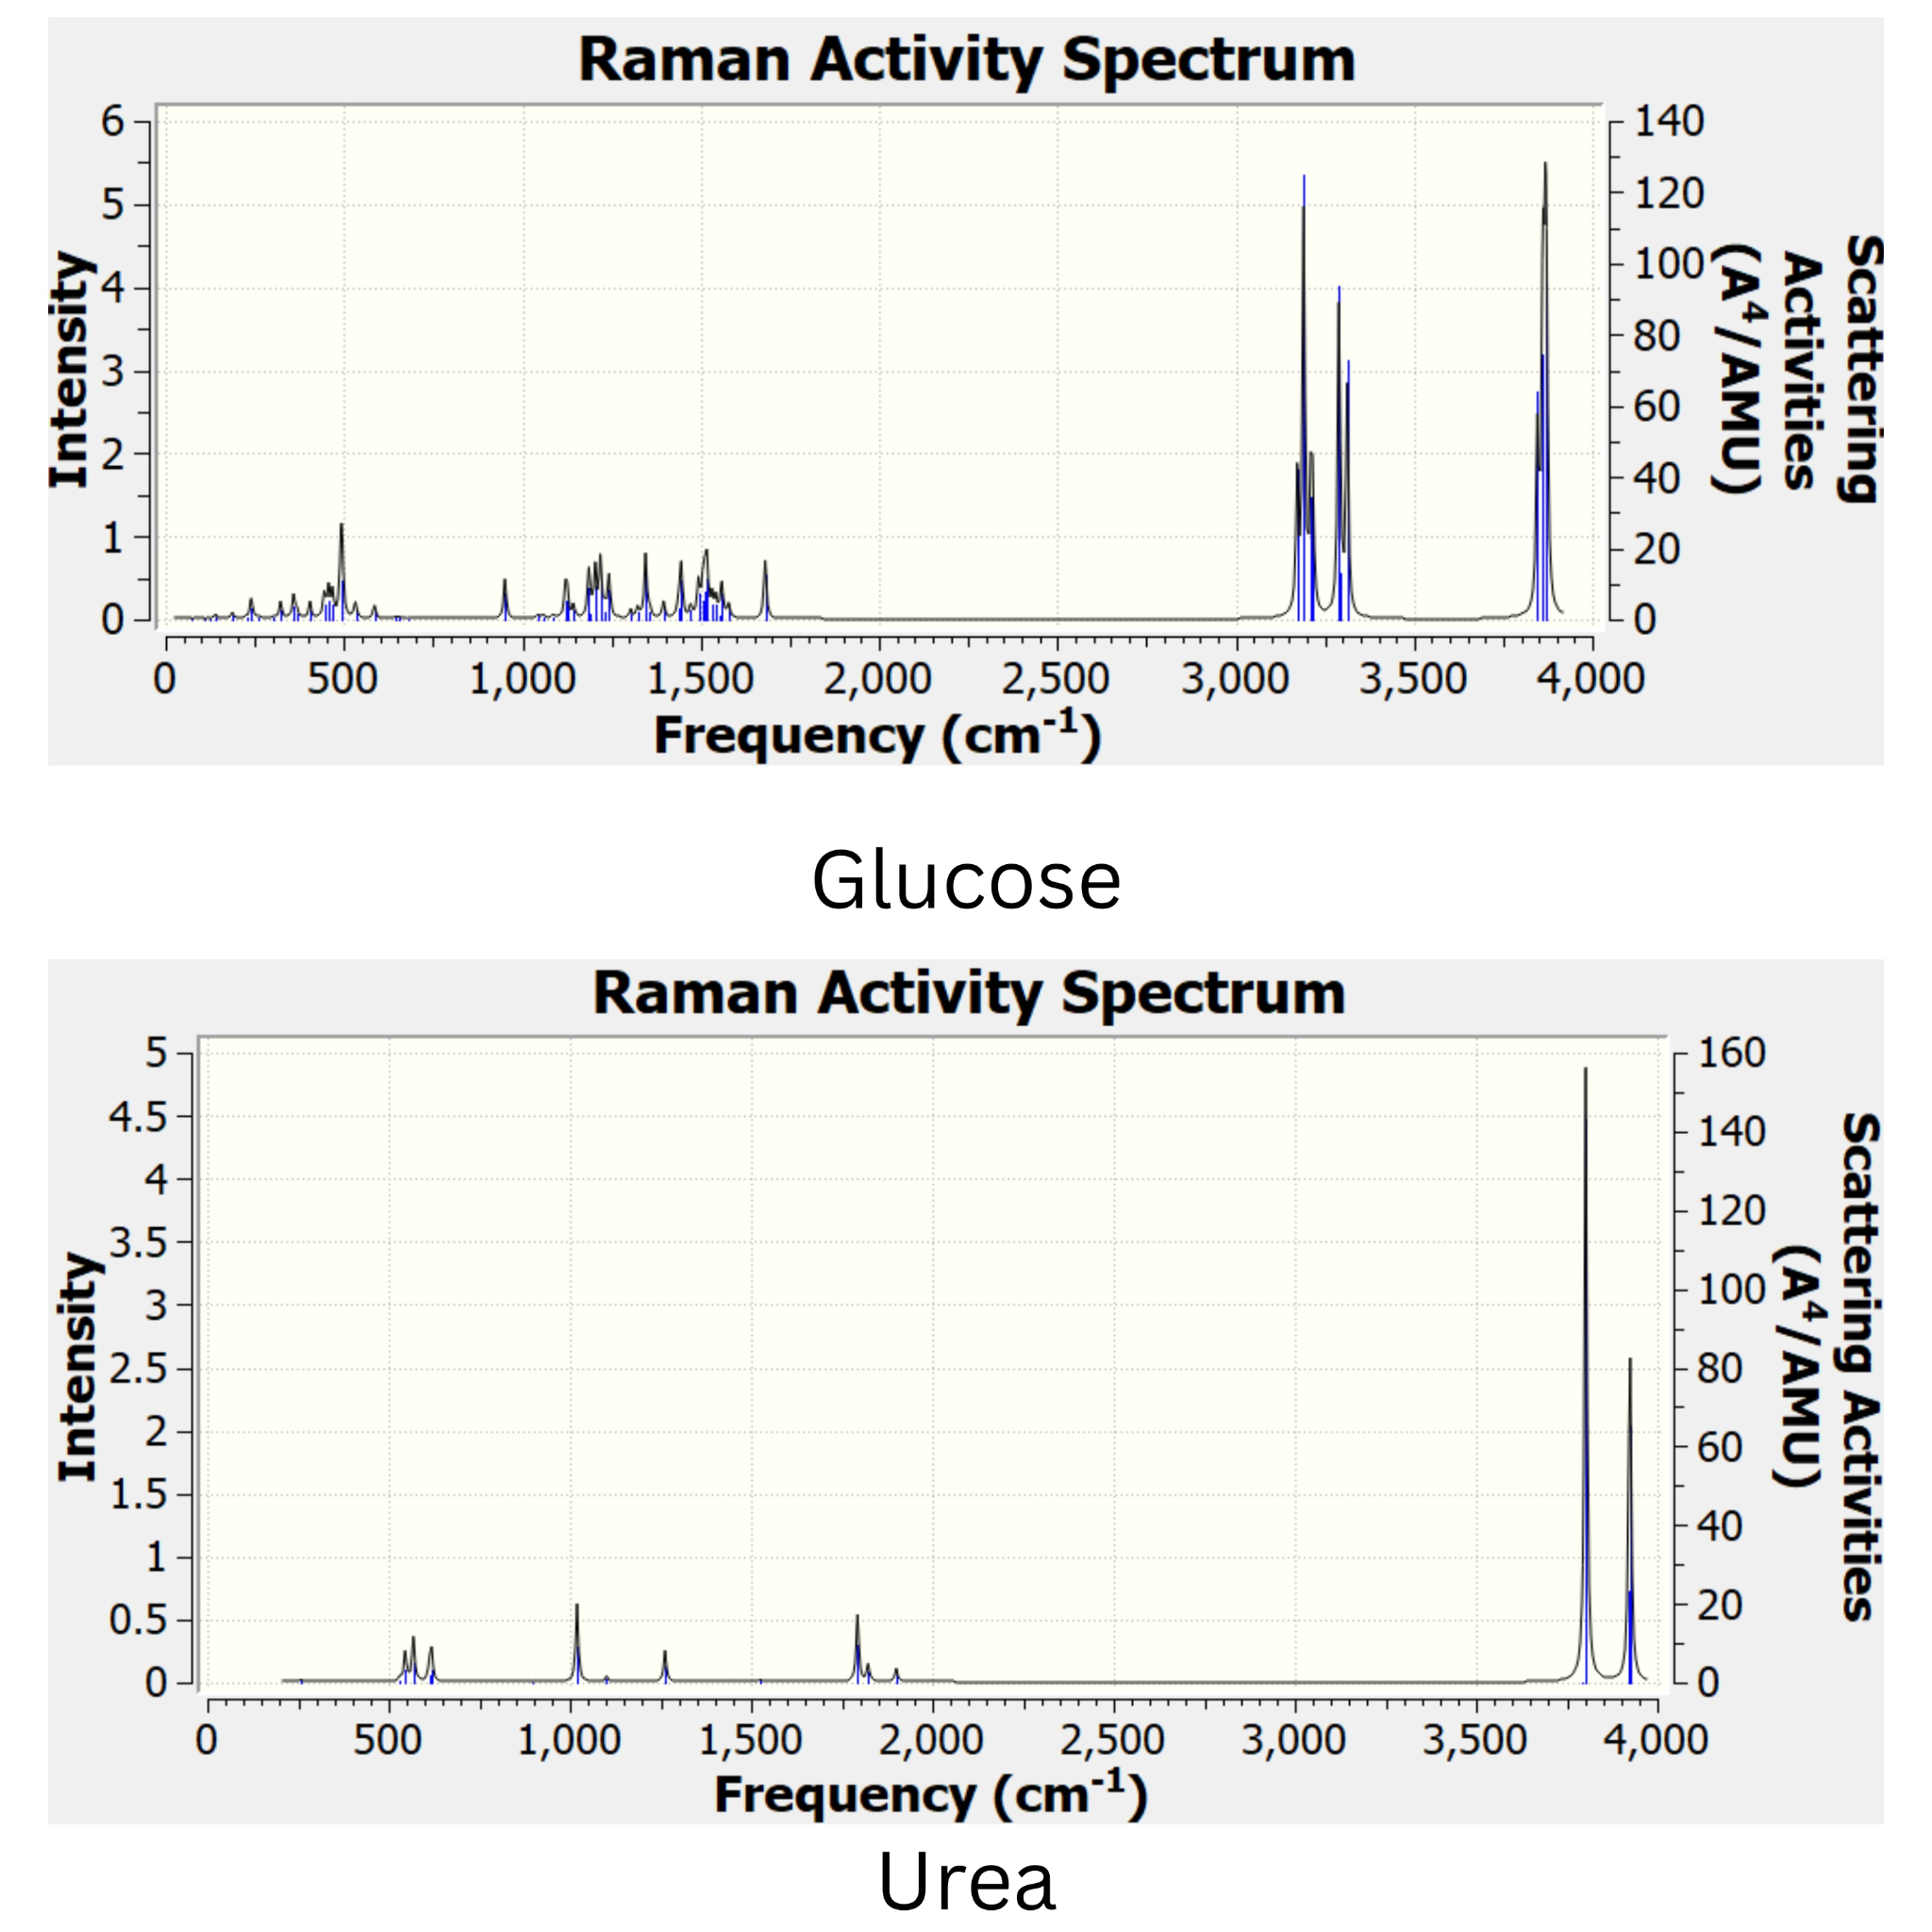 Raman Activity Spectrum
6
5
4
3
2
1
0
Intensity
140
120
100
80
60
40
20
0
Scattering
Activities
(A⁴/AMU)
0 500 1,000 1,500 2,000 2,500 3,000 3,500 4,000
Frequency (cm⁻¹)
Glucose
Raman Activity Spectrum
5
4.5
4
3.5
3
2.5
2
1.5
1
0.5
0
Intensity
160
140
120
100
80
60
40
20
0
Scattering Activities
(A⁴/AMU)
0 500 1,000 1,500 2,000 2,500 3,000 3,500 4,000
Frequency (cm⁻¹)
Urea